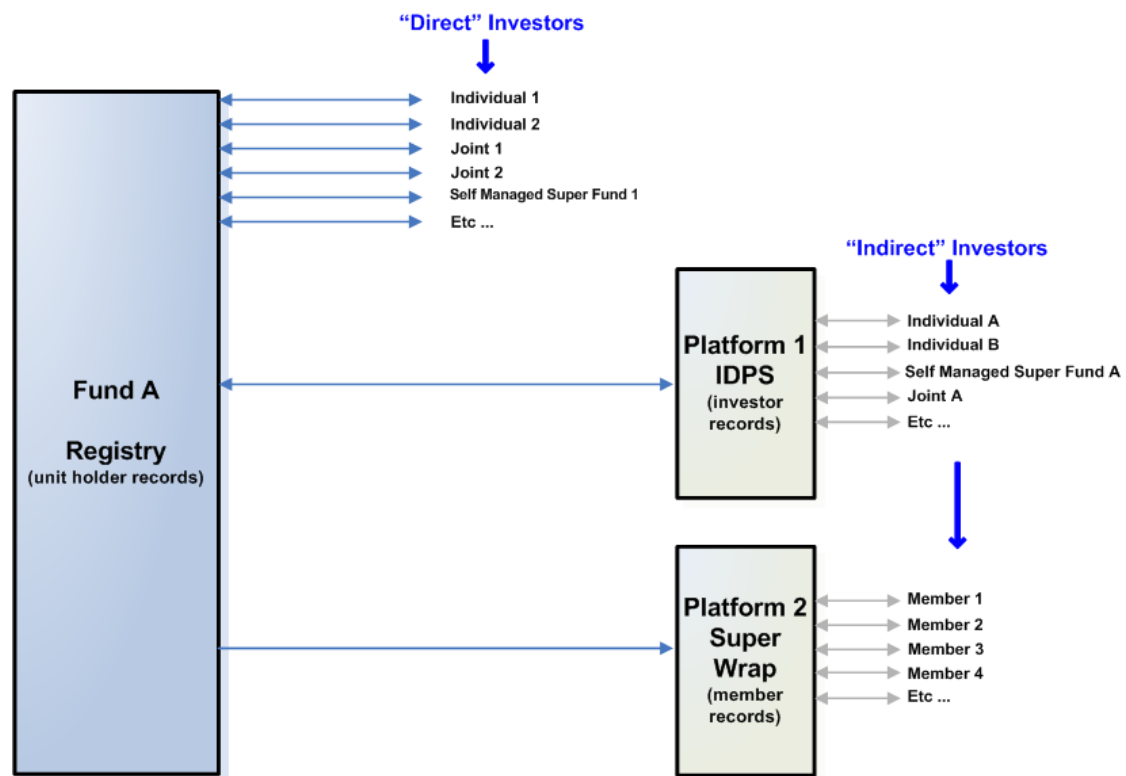 “Direct” Investors
Individual 1
Individual 2
Joint 1
Joint 2
Self Managed Super Fund 1
Etc ...
Fund A
Registry
(unit holder records)
“Indirect” Investors
Platform 1
IDPS
(investor
records)
Individual A
Individual B
Self Managed Super Fund A
Joint A
Etc ...
Platform 2
Super
Wrap
(member
records)
Member 1
Member 2
Member 3
Member 4
Etc ...